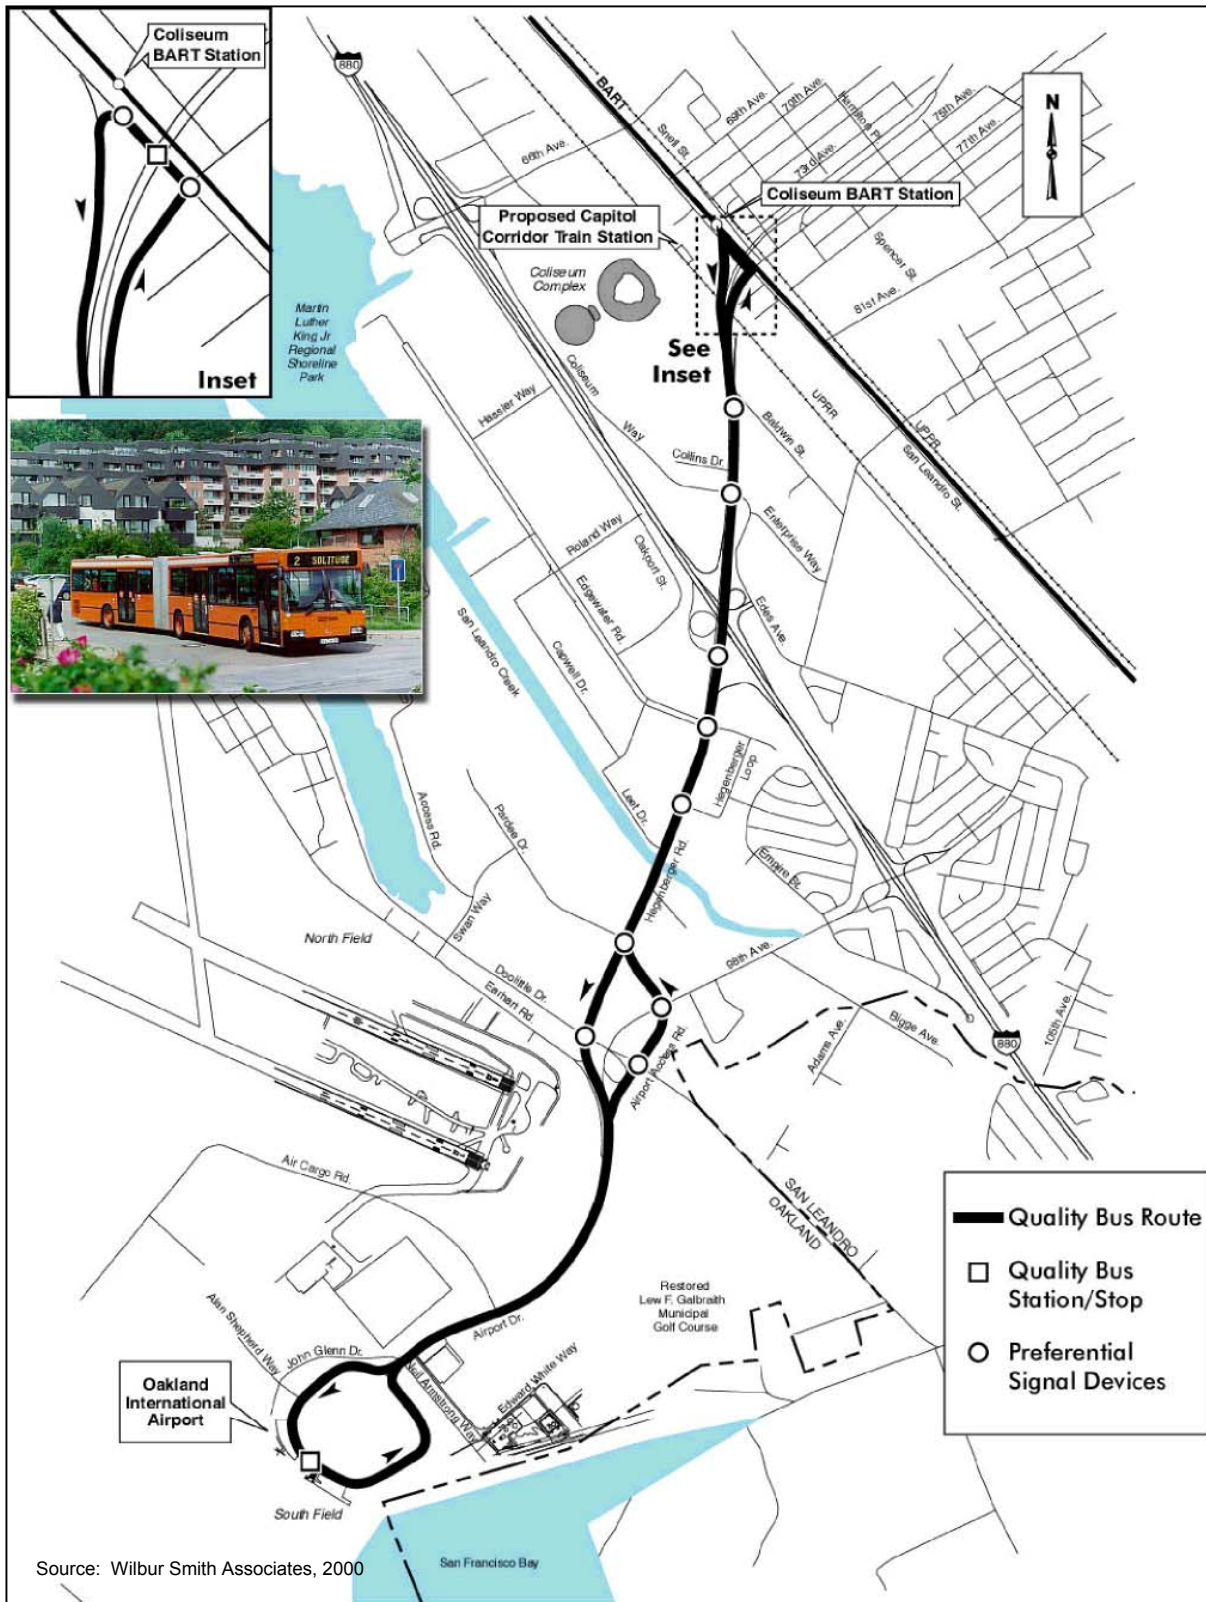 Coliseum
BART Station
Inset
880
BART
Snell St.
66th Ave.
69th Ave.
70th Ave.
Hamilton Pl.
73rd Ave.
75th Ave.
77th Ave.
N
Coliseum BART Station
Proposed Capitol
Corridor Train Station
Coliseum
Complex
Spencer St.
81st Ave.
See
Inset
Martin
Luther
King Jr
Regional
Shoreline
Park
Coliseum
Way
Hassler Way
Collins Dr.
Baldwin St.
UPRR
UPRR
San Leandro St.
Roland Way
Oakport St.
Enterprise Way
Edgewater Rd.
Edes Ave.
2 SOLITUDE
San Leandro Creek
Capwell Dr.
Hegenberger
Loop
Leet Dr.
Access Rd.
Pardee Dr.
Hegenberger Rd.
Empire St.
Swan Way
North Field
98th Ave.
Doolittle Dr.
Earhart Rd.
Airport Access Rd.
Adams Ave.
Bigge Ave.
880
105th Ave.
Air Cargo Rd.
SAN LEANDRO
OAKLAND
Restored
Lew F. Galbraith
Municipal
Golf Course
Airport Dr.
Alan Shepherd Way
John Glenn Dr.
Neil Armstrong Way
Edward White Way
Oakland
International
Airport
South Field
San Francisco Bay
Quality Bus Route
Quality Bus
Station/Stop
Preferential
Signal Devices
Source: Wilbur Smith Associates, 2000